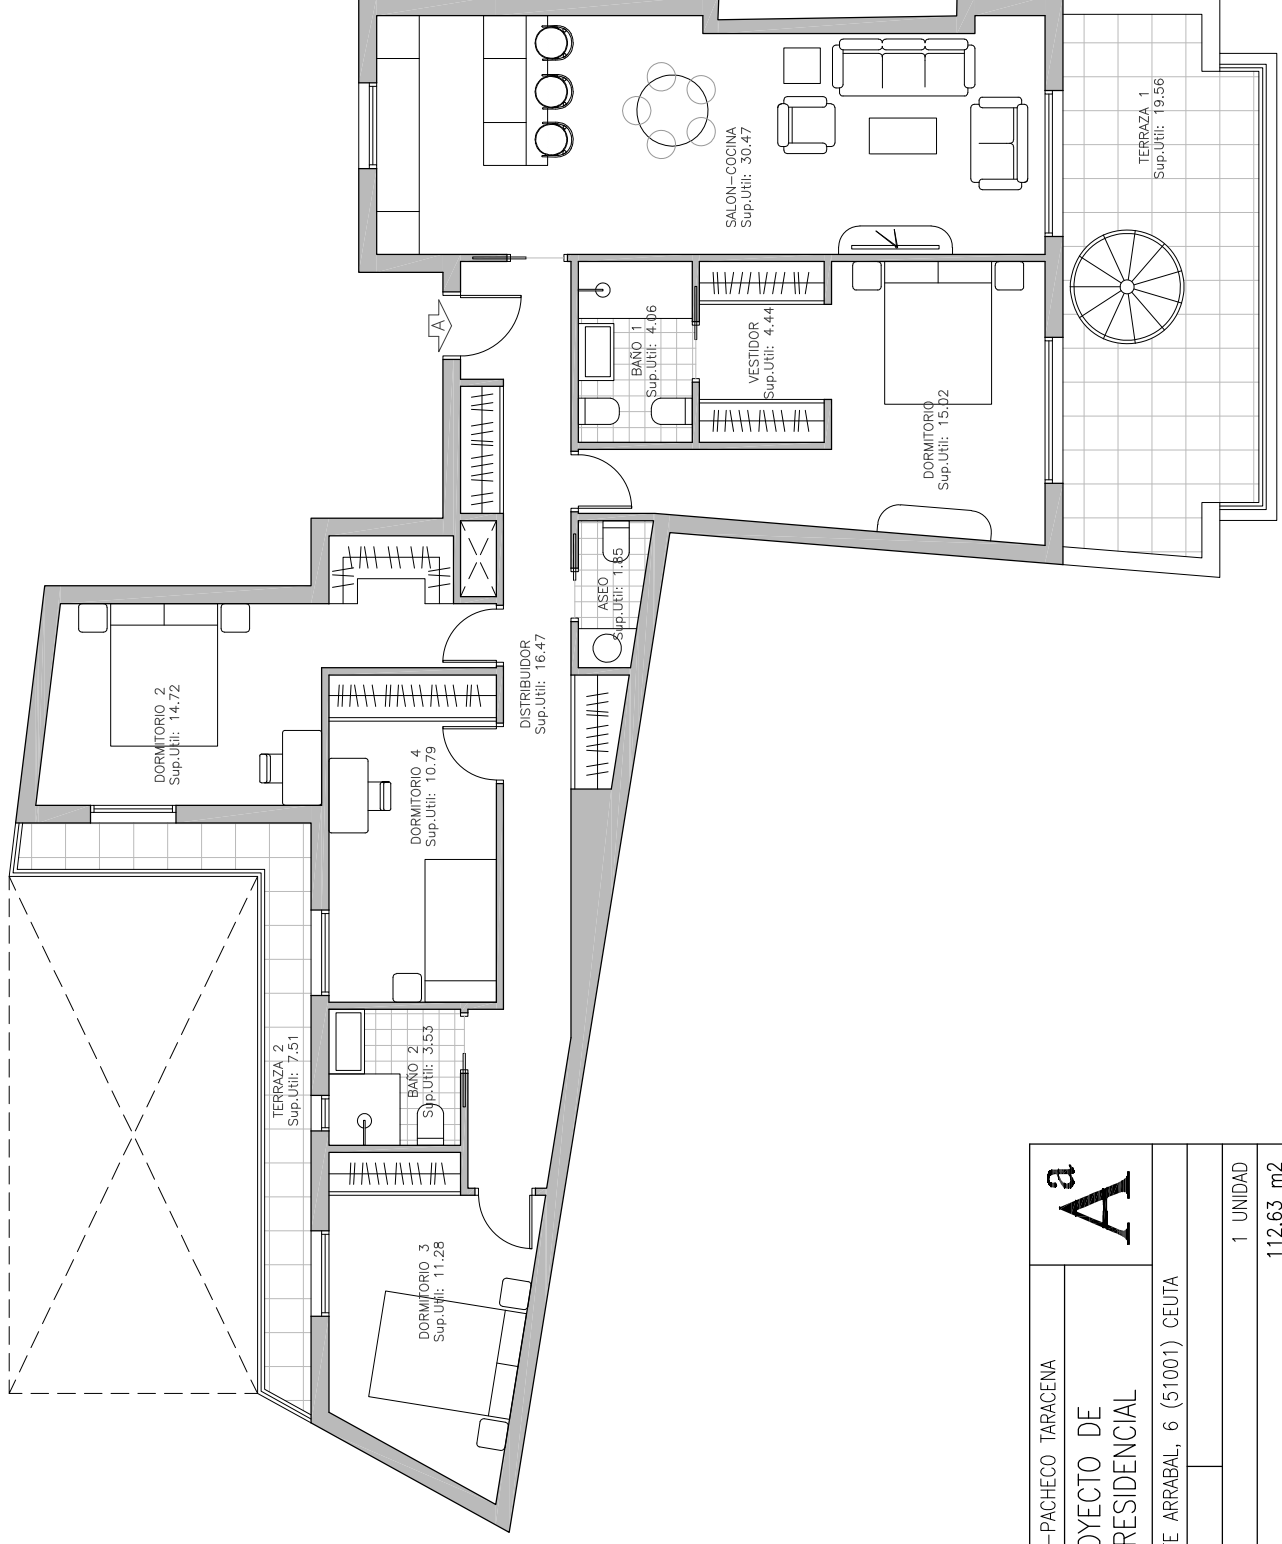 SALON-COCINA
Sup.Util: 30.47
TERRAZA 1
Sup.Util: 19.56
A
BAÑO 1
Sup.Util: 4.06
VESTIDOR
Sup.Util: 4.44
DORMITORIO
Sup.Util: 15.02
ASEO
Sup.Util: 1.85
DISTRIBUIDOR
Sup.Util: 16.47
DORMITORIO 2
Sup.Util: 14.72
DORMITORIO 4
Sup.Util: 10.79
TERRAZA 2
Sup.Util: 7.51
BAÑO 2
Sup.Util: 3.53
DORMITORIO 3
Sup.Util: 11.28
Aª
-PACHECO TARACENA
OYECTO DE
RESIDENCIAL
TE ARRABAL, 6 (51001) CEUTA
1 UNIDAD
112.63 m2